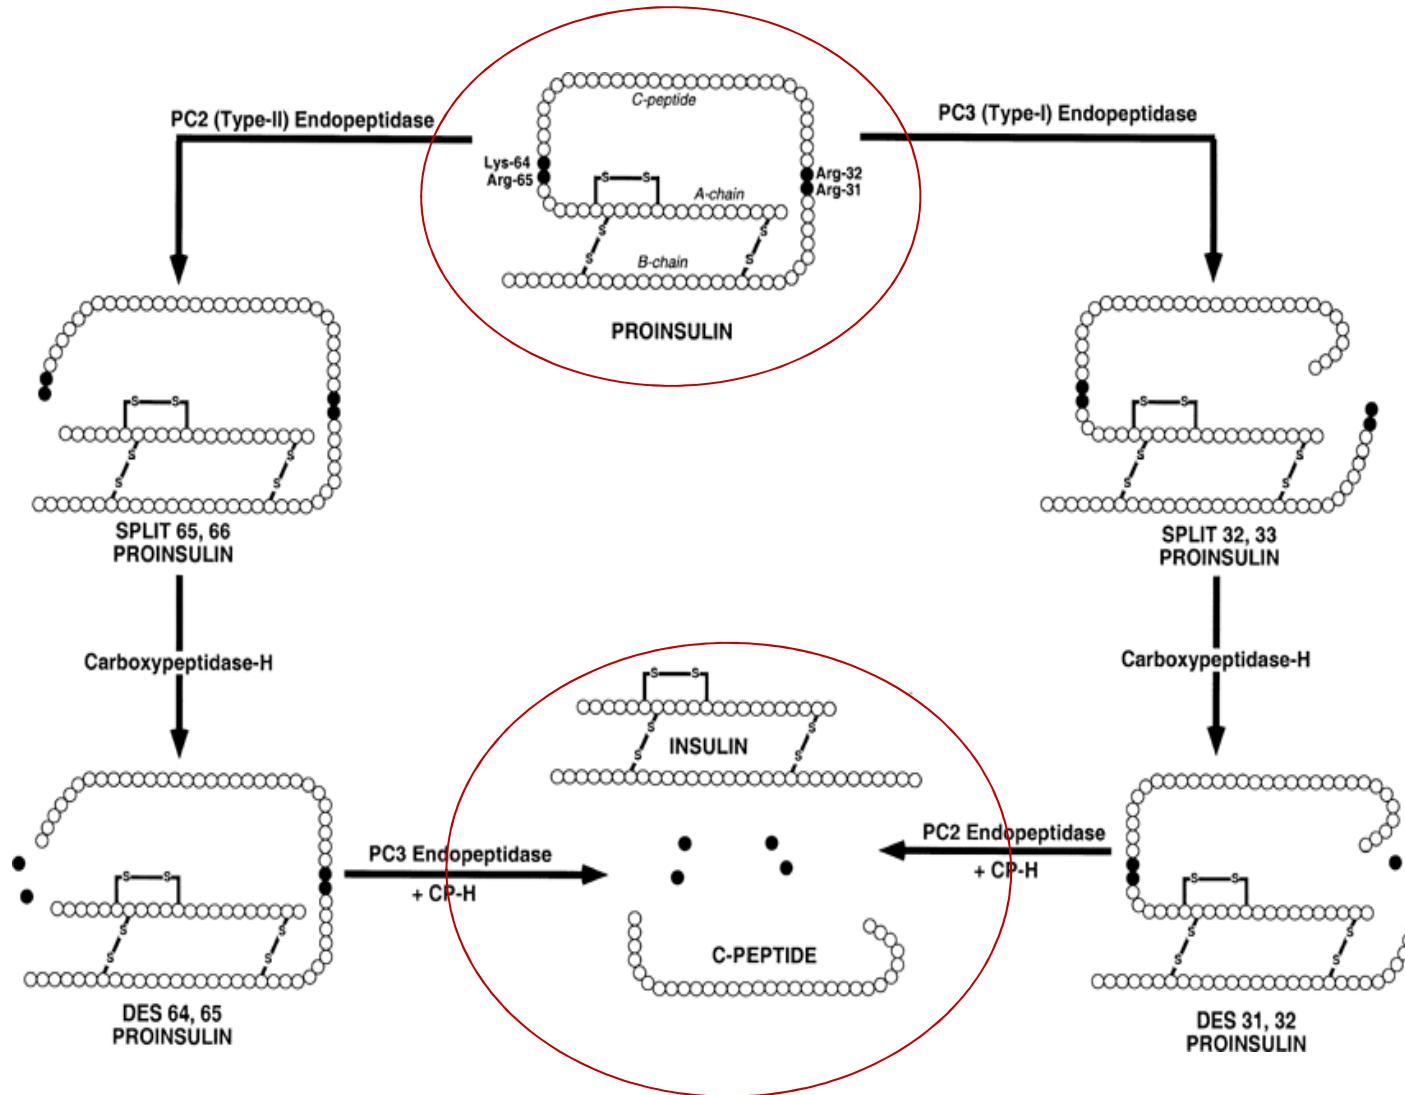 PC2 (Type-II) Endopeptidase
C-peptide
PC3 (Type-I) Endopeptidase
Lys-64
Arg-65
S S
A-chain
Arg-32
Arg-31
S
S
S
S
B-chain
PROINSULIN
S S
S
S
S
S
SPLIT 65, 66
PROINSULIN
S S
S
S
S
S
SPLIT 32, 33
PROINSULIN
Carboxypeptidase-H
Carboxypeptidase-H
S S
S
S
S
S
INSULIN
PC3 Endopeptidase
+ CP-H
PC2 Endopeptidase
+ CP-H
C-PEPTIDE
S S
S
S
S
S
DES 64, 65
PROINSULIN
S S
S
S
S
S
DES 31, 32
PROINSULIN